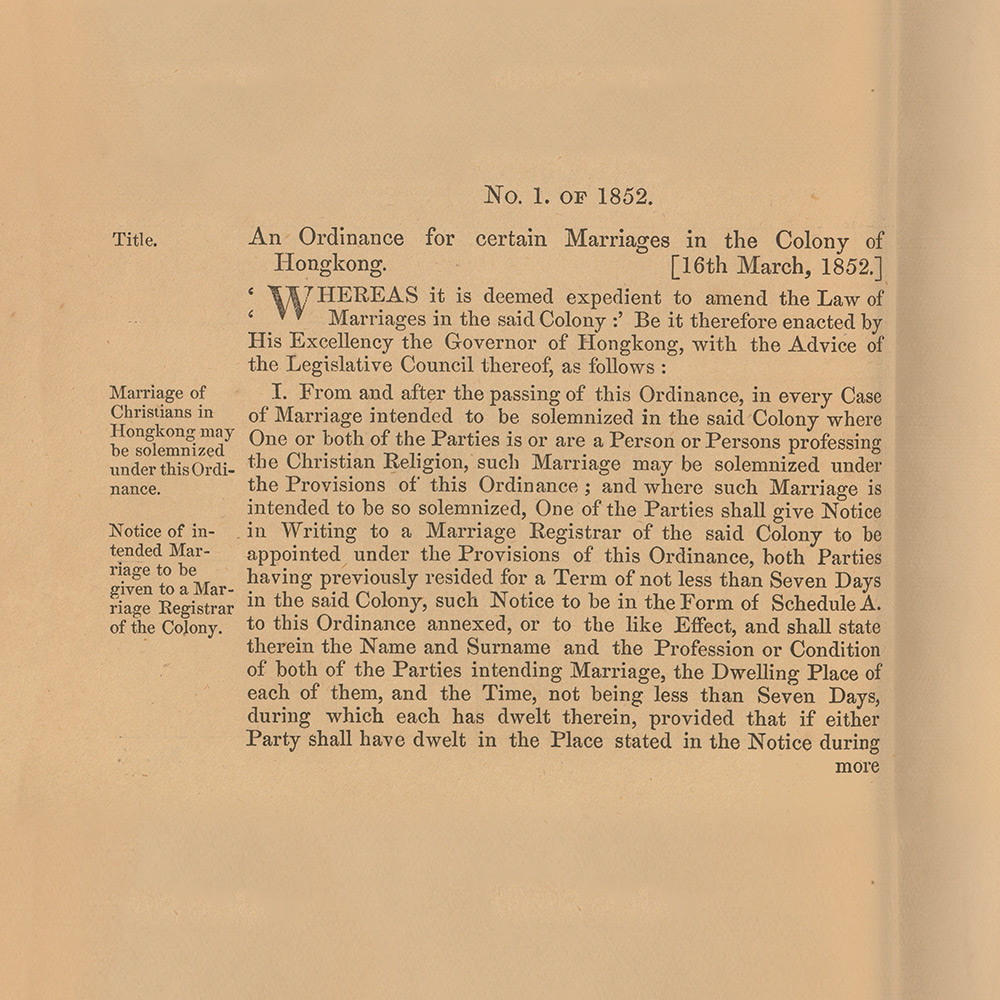 No. 1. OF 1852.
Title.
An Ordinance for certain Marriages in the Colony of
Hongkong. [16th March, 1852.]
‘ WHEREAS it is deemed expedient to amend the Law of
‘ Marriages in the said Colony :’ Be it therefore enacted by
His Excellency the Governor of Hongkong, with the Advice of
the Legislative Council thereof, as follows :
Marriage of
Christians in
Hongkong may
be solemnized
under this Ordi-
nance.
I. From and after the passing of this Ordinance, in every Case
of Marriage intended to be solemnized in the said Colony where
One or both of the Parties is or are a Person or Persons professing
the Christian Religion, such Marriage may be solemnized under
the Provisions of this Ordinance ; and where such Marriage is
intended to be so solemnized, One of the Parties shall give Notice
Notice of in-
tended Mar-
riage to be
given to a Mar-
riage Registrar
of the Colony.
in Writing to a Marriage Registrar of the said Colony to be
appointed under the Provisions of this Ordinance, both Parties
having previously resided for a Term of not less than Seven Days
in the said Colony, such Notice to be in the Form of Schedule A.
to this Ordinance annexed, or to the like Effect, and shall state
therein the Name and Surname and the Profession or Condition
of both of the Parties intending Marriage, the Dwelling Place of
each of them, and the Time, not being less than Seven Days,
during which each has dwelt therein, provided that if either
Party shall have dwelt in the Place stated in the Notice during
more